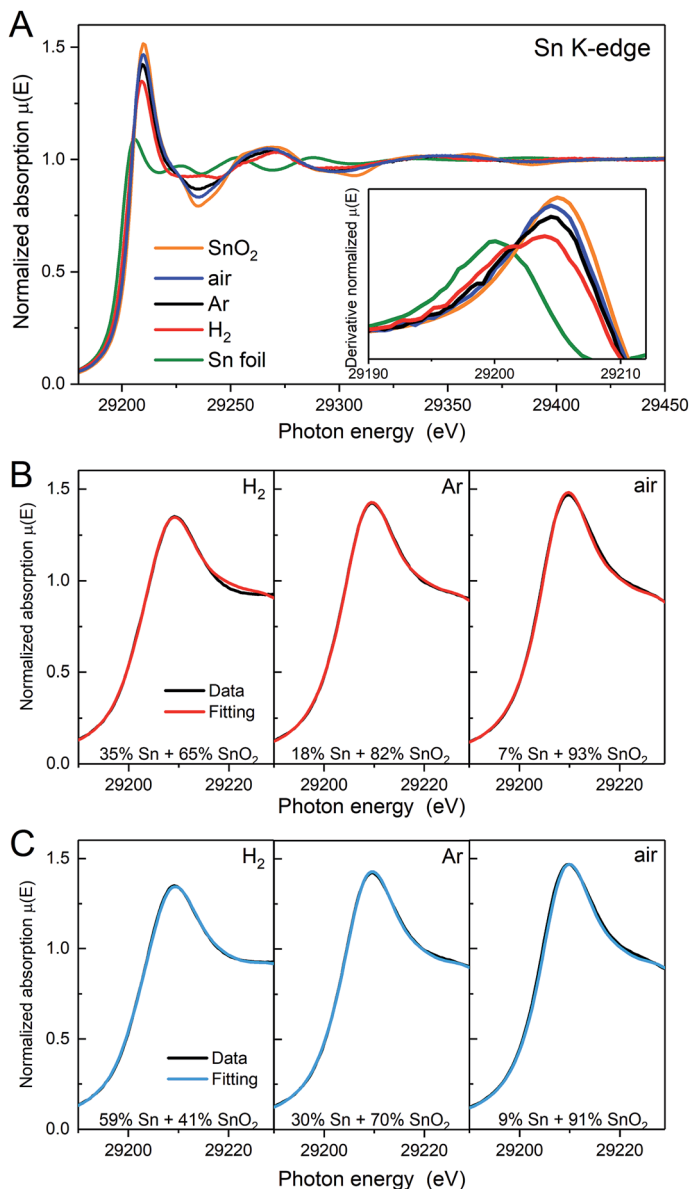 A
Sn K-edge
Normalized absorption μ(E)
1.5
1.0
0.5
0.0
SnO₂
air
Ar
H₂
Sn foil
Derivative normalized μ(E)
29190 29200 29210
29200 29250 29300 29350 29400 29450
Photon energy (eV)
B
H₂ Ar air
Normalized absorption μ(E)
1.5
1.0
0.5
0.0
Data
Fitting
35% Sn + 65% SnO₂ 18% Sn + 82% SnO₂ 7% Sn + 93% SnO₂
29200 29220 29200 29220 29200 29220
Photon energy (eV)
C
H₂ Ar air
Normalized absorption μ(E)
1.5
1.0
0.5
0.0
Data
Fitting
59% Sn + 41% SnO₂ 30% Sn + 70% SnO₂ 9% Sn + 91% SnO₂
29200 29220 29200 29220 29200 29220
Photon energy (eV)